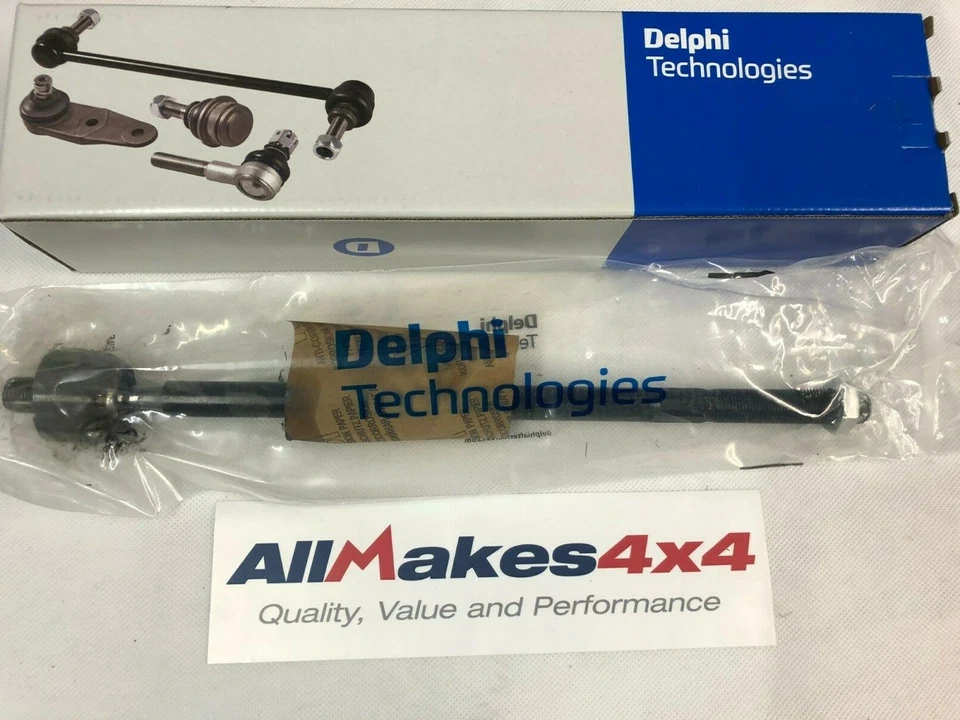 Delphi
Technologies
D
Delphi
Technologies
AllMakes4x4
Quality, Value and Performance